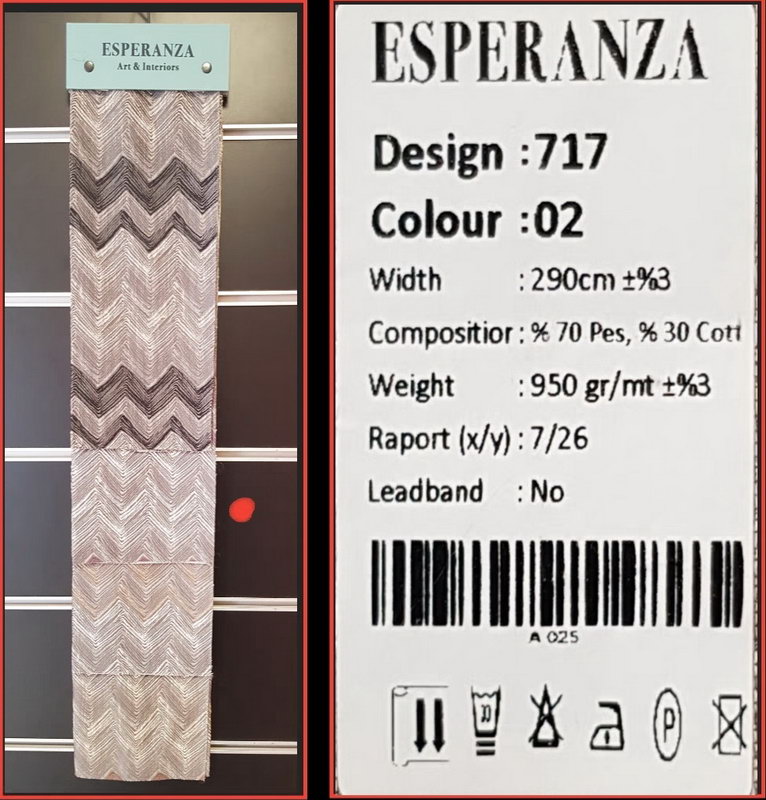 ESPERANZA
Art & Interiors
ESPERANZA
Design :717
Colour :02
Width : 290cm ±%3
Compositior : % 70 Pes, % 30 Cott
Weight : 950 gr/mt ±%3
Raport (x/y) : 7/26
Leadband : No
A 025
P